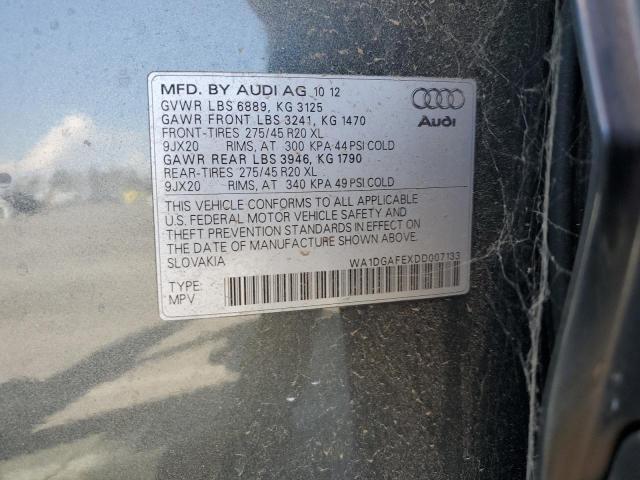 MFD. BY AUDI AG 10 12
GVWR LBS 6889, KG 3125
GAWR FRONT LBS 3241, KG 1470
FRONT-TIRES 275/45 R20 XL
9JX20 RIMS, AT 300 KPA 44 PSI COLD
GAWR REAR LBS 3946, KG 1790
REAR-TIRES 275/45 R20 XL
9JX20 RIMS, AT 340 KPA 49 PSI COLD
Audi
THIS VEHICLE CONFORMS TO ALL APPLICABLE
U.S. FEDERAL MOTOR VEHICLE SAFETY AND
THEFT PREVENTION STANDARDS IN EFFECT ON
THE DATE OF MANUFACTURE SHOWN ABOVE.
SLOVAKIA
WA1DGAFEXDD007133
TYPE:
MPV